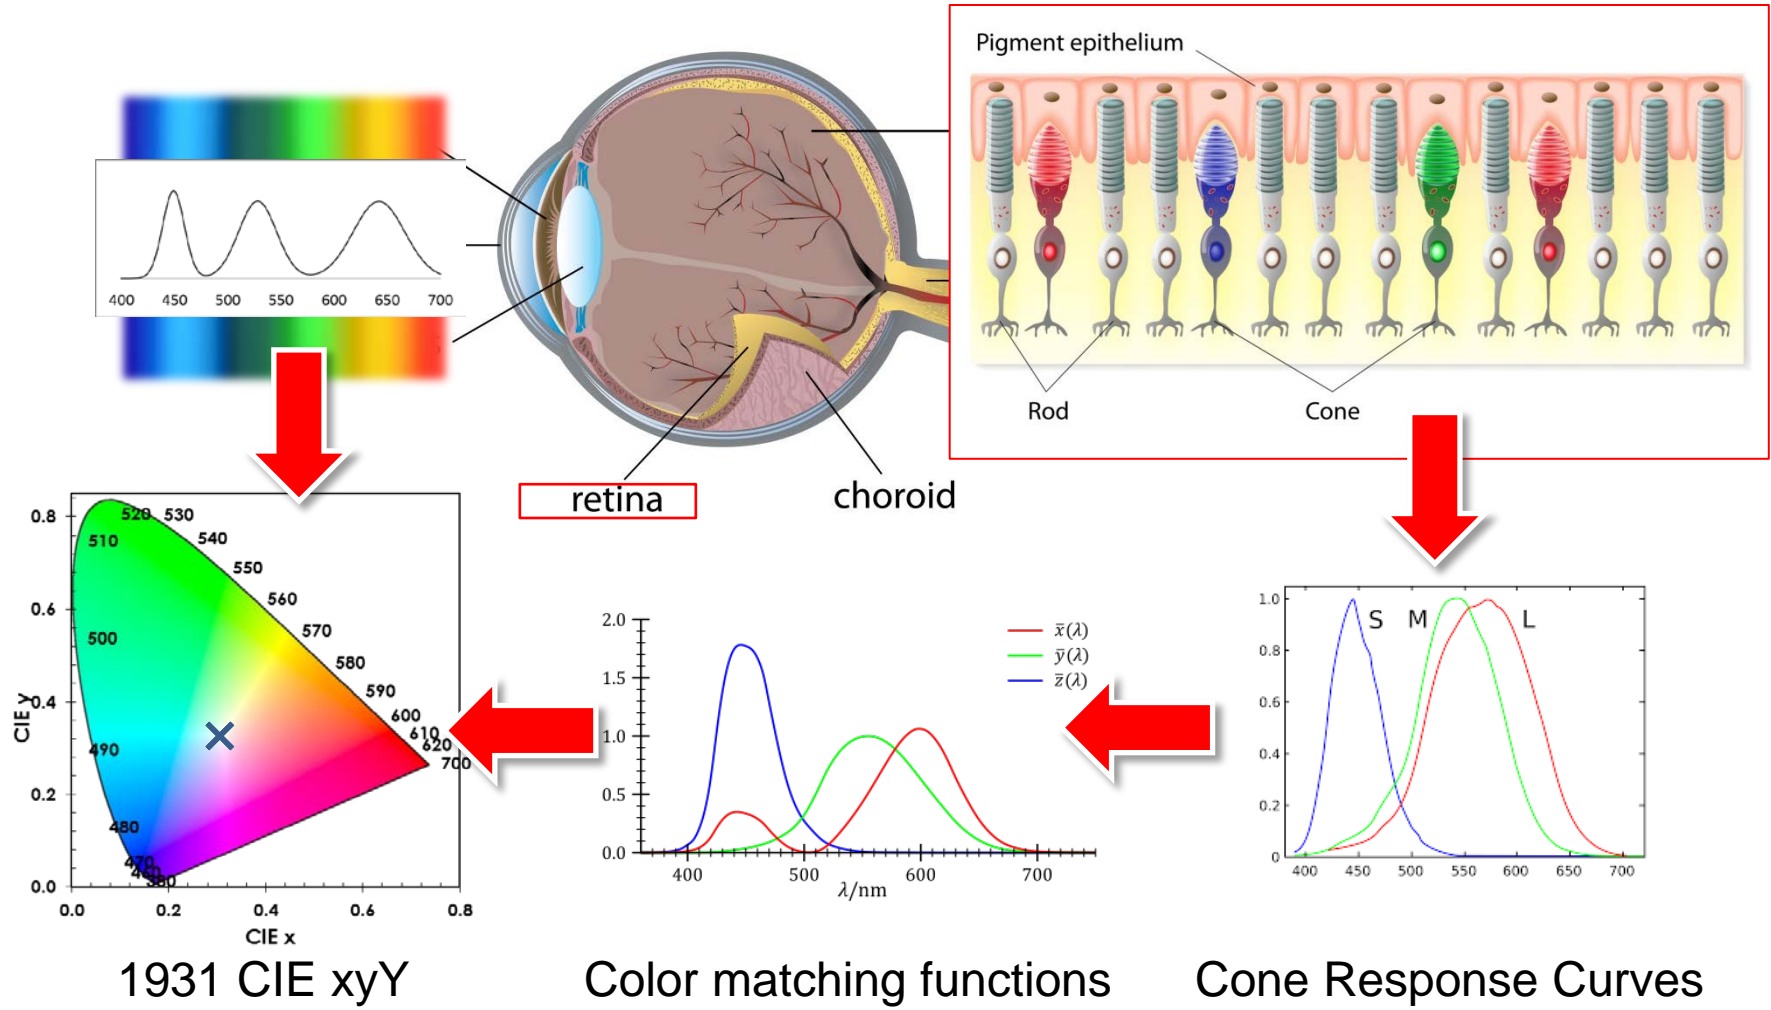 Pigment epithelium
Rod
Cone
400 450 500 550 600 650 700
retina
choroid
0.8
0.6
0.4
0.2
0.0
CIE y
0.0 0.2 0.4 0.6 0.8
CIE x
520 530
510
540
550
560
570
580
590
600
610
620
700
500
490
480
470
460
380
1931 CIE xyY
2.0
1.5
1.0
0.5
0.0
400 500 600 700
λ/nm
x̄(λ)
ȳ(λ)
z̄(λ)
Color matching functions
1.0
0.8
0.6
0.4
0.2
0
400 450 500 550 600 650 700
S M L
Cone Response Curves